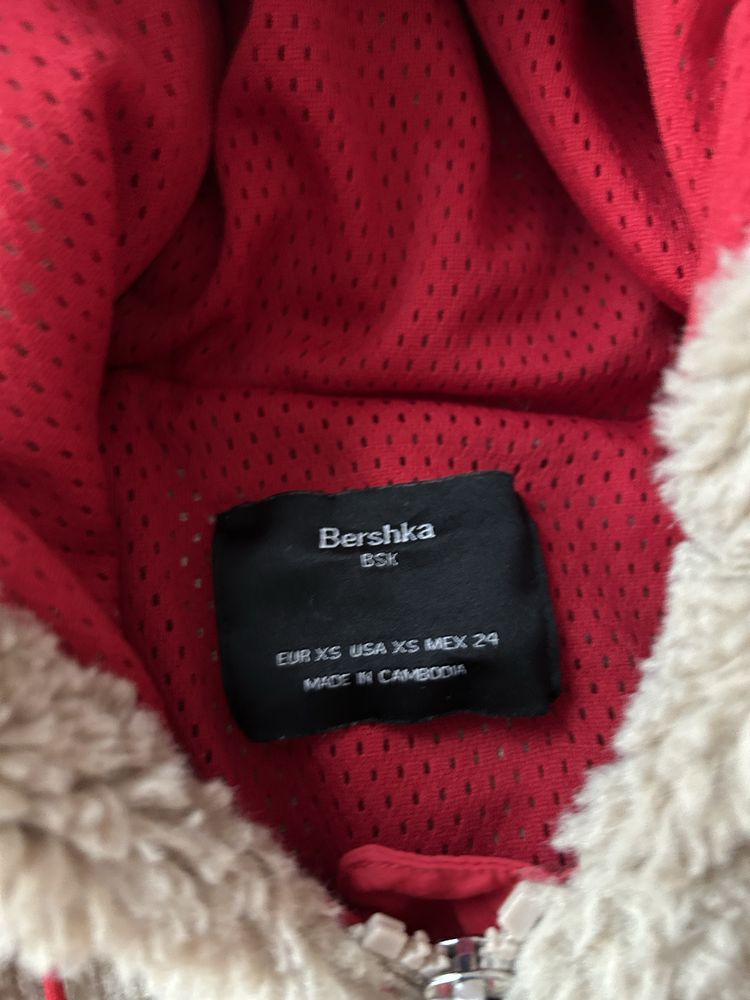 Bershka
BSK
EUR XS USA XS MEX 24
MADE IN CAMBODIA